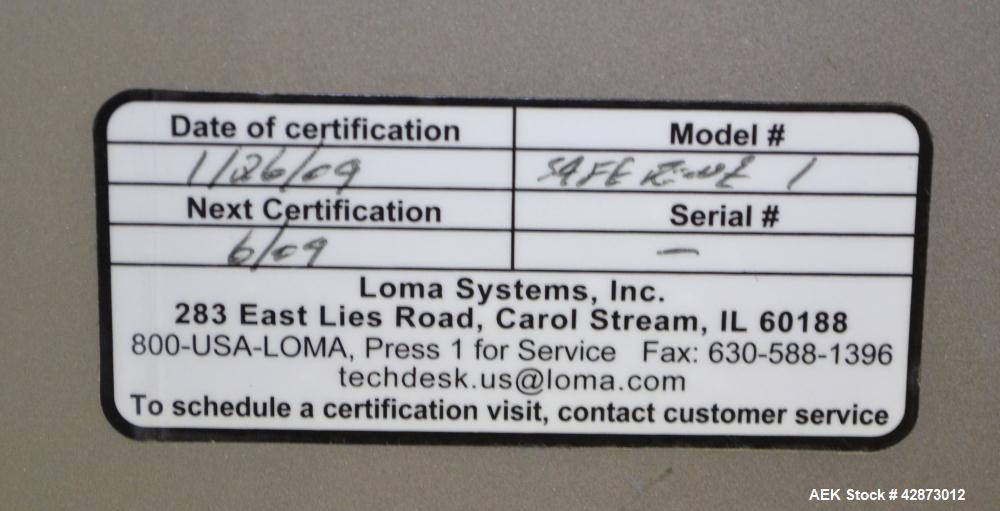 Date of certification Model #
1/26/09 SAFELINE 1
Next Certification Serial #
6/09 —
Loma Systems, Inc.
283 East Lies Road, Carol Stream, IL 60188
800-USA-LOMA, Press 1 for Service Fax: 630-588-1396
techdesk.us@loma.com
To schedule a certification visit, contact customer service
AEK Stock # 42873012